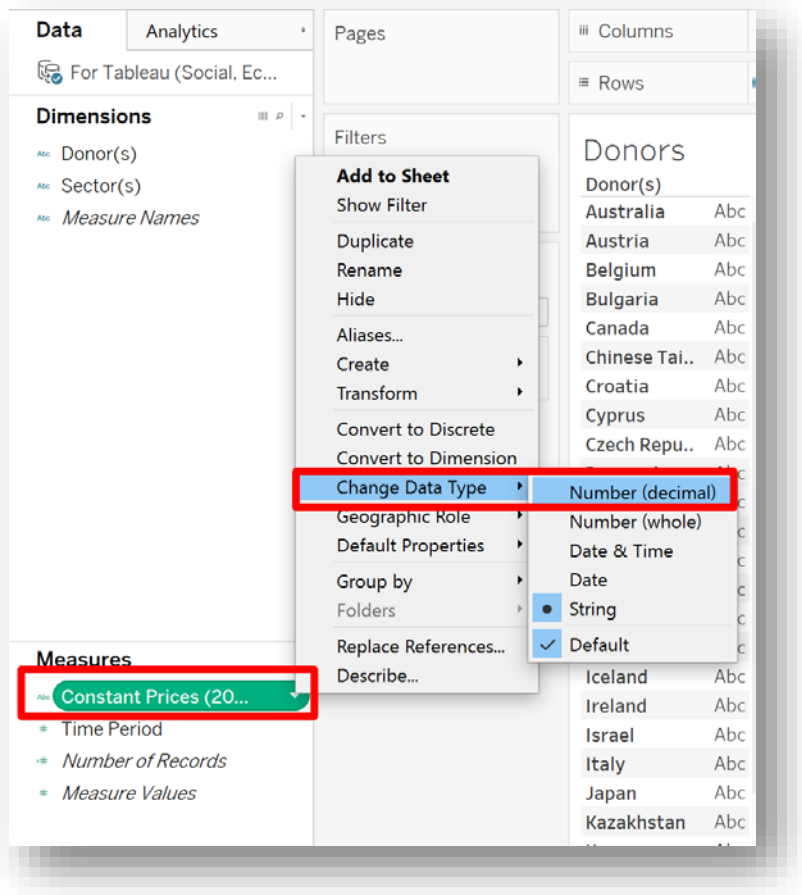 Data
Analytics
For Tableau (Social, Ec...
Dimensions
Abc Donor(s)
Abc Sector(s)
Abc Measure Names
Measures
Abc Constant Prices (20...
# Time Period
=# Number of Records
# Measure Values
Pages
Filters
Add to Sheet
Show Filter
Duplicate
Rename
Hide
Aliases...
Create
Transform
Convert to Discrete
Convert to Dimension
Change Data Type
Geographic Role
Default Properties
Group by
Folders
Replace References...
Describe...
Number (decimal)
Number (whole)
Date & Time
Date
String
Default
Columns
Rows
Donors
Donor(s)
Australia Abc
Austria Abc
Belgium Abc
Bulgaria Abc
Canada Abc
Chinese Tai.. Abc
Croatia Abc
Cyprus Abc
Czech Repu.. Abc
Iceland Abc
Ireland Abc
Israel Abc
Italy Abc
Japan Abc
Kazakhstan Abc